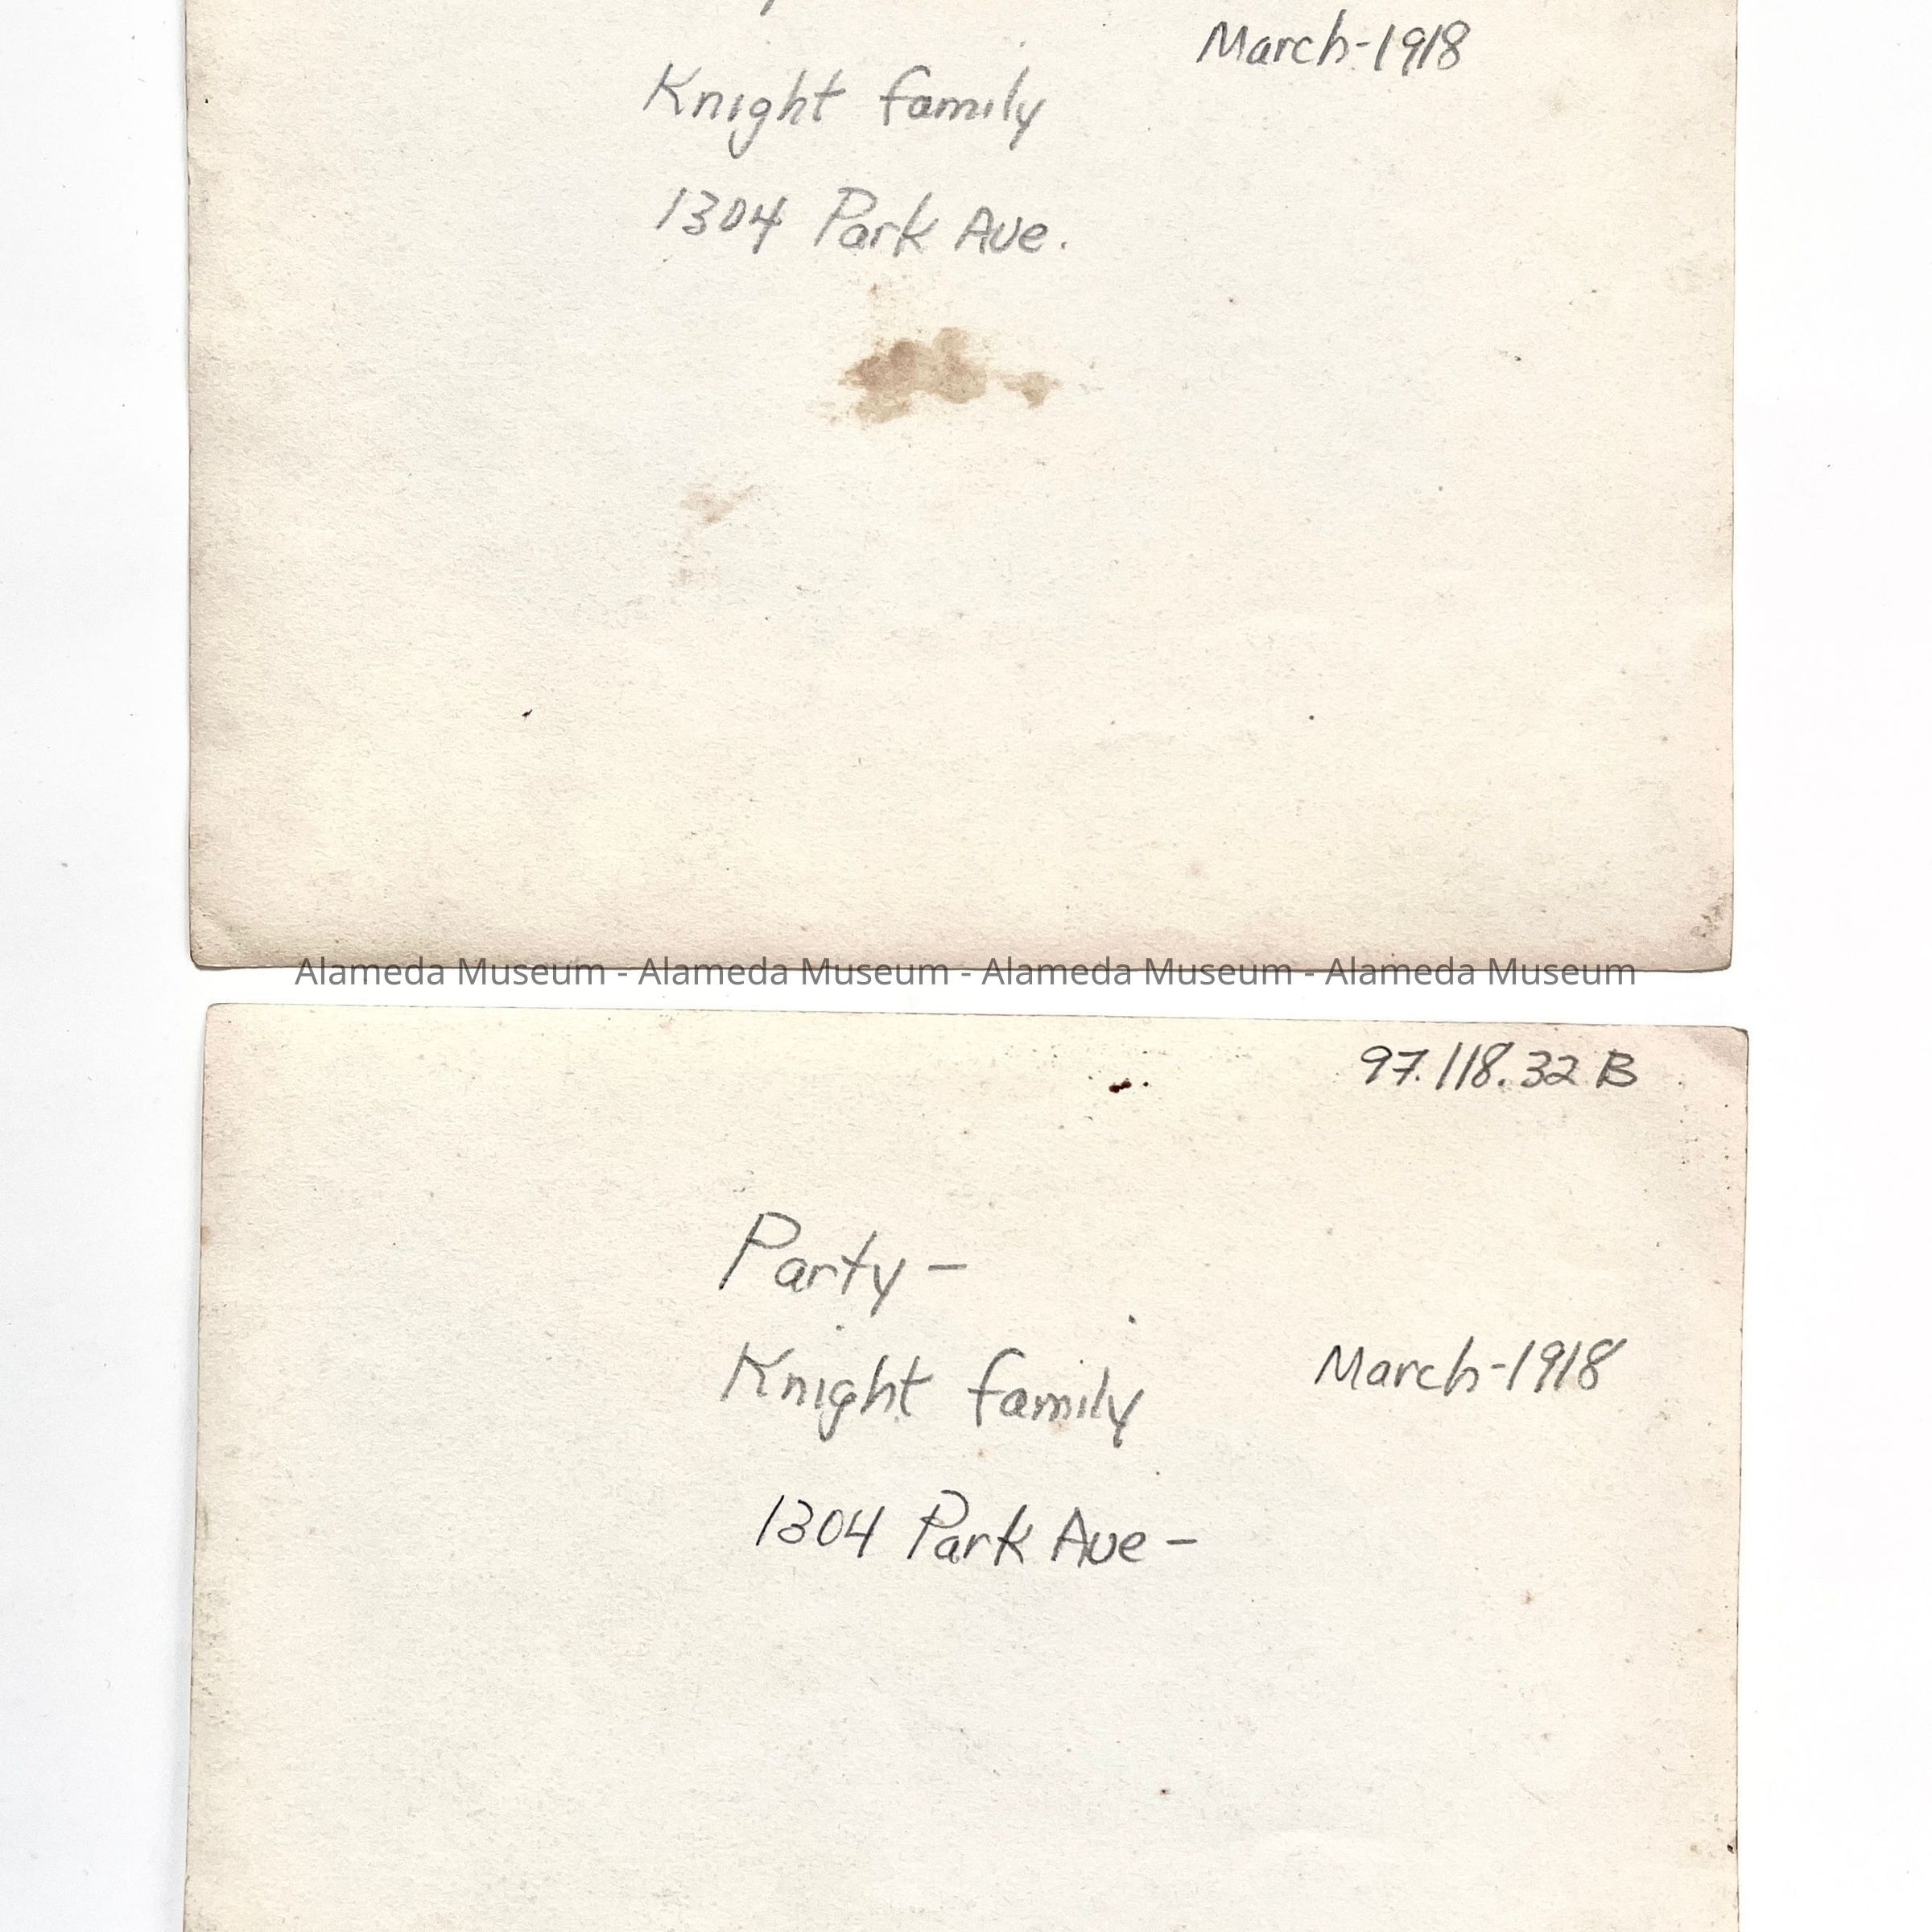 March-1918
Knight family
1304 Park Ave.
Alameda Museum - Alameda Museum - Alameda Museum - Alameda Museum
97.118.32 B
Party-
Knight family
March-1918
1304 Park Ave-